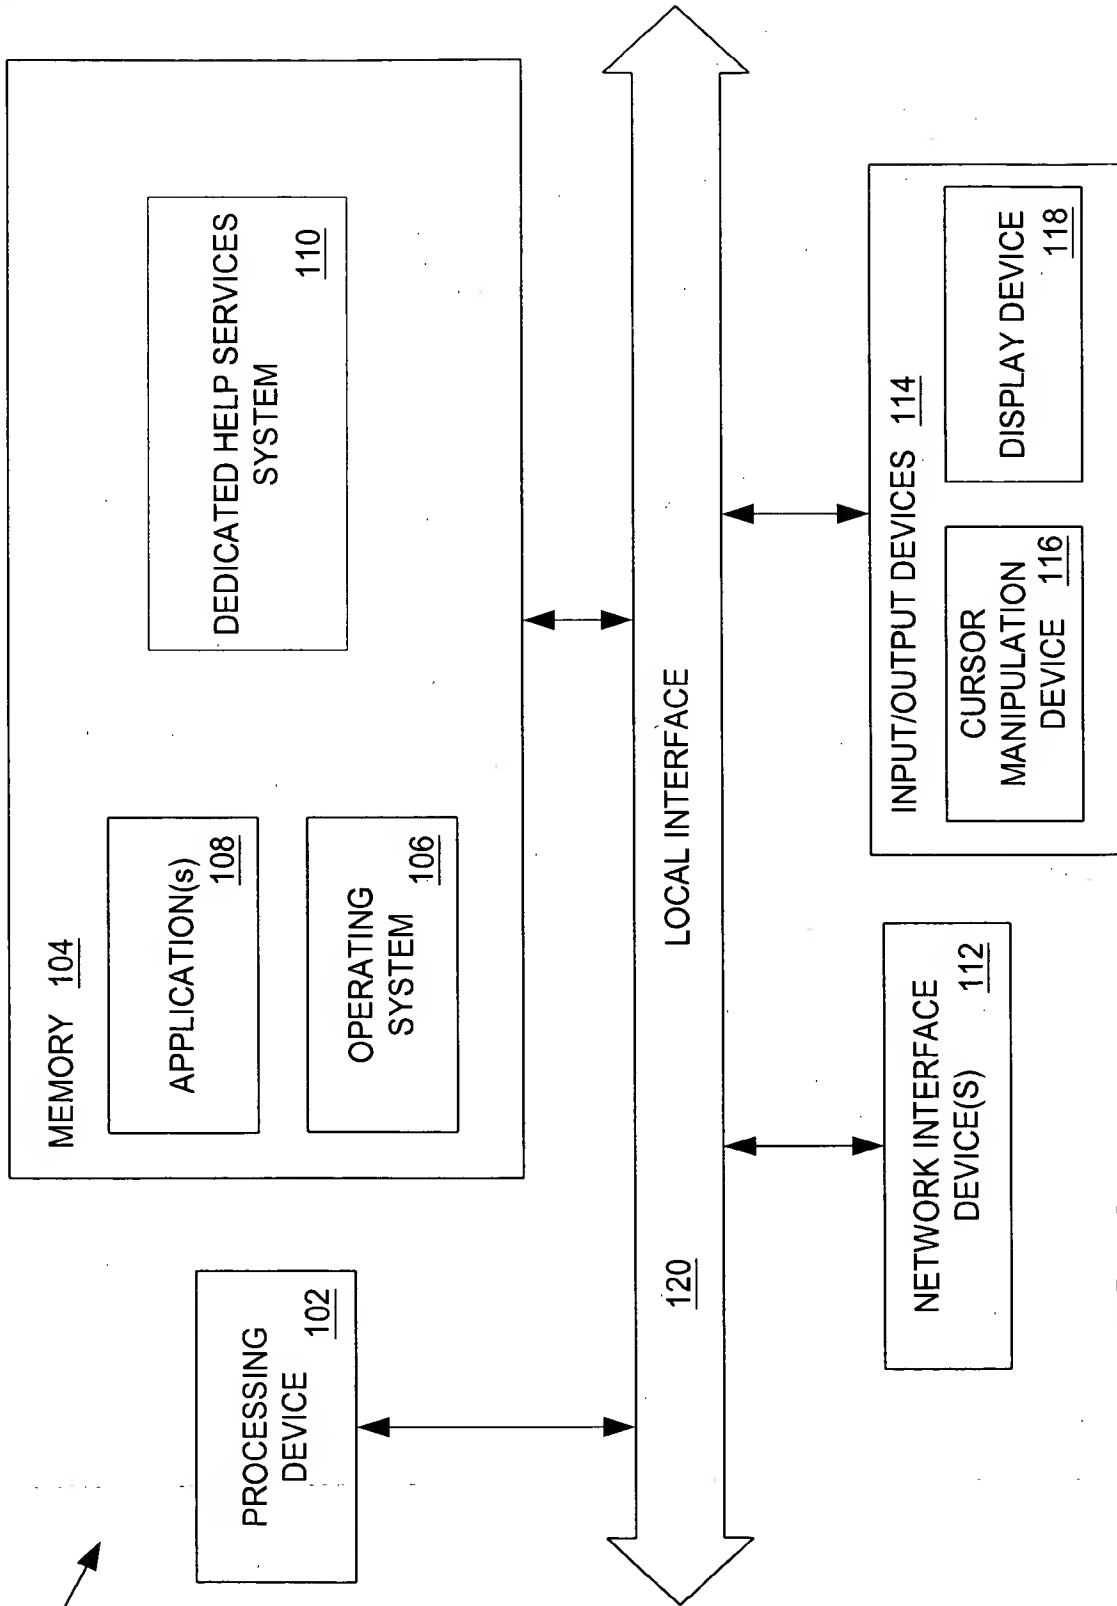 PROCESSING
DEVICE
102
MEMORY 104
APPLICATION(s)
108
OPERATING
SYSTEM
106
DEDICATED HELP SERVICES
SYSTEM
110
120
LOCAL INTERFACE
NETWORK INTERFACE
DEVICE(S)
112
INPUT/OUTPUT DEVICES 114
CURSOR
MANIPULATION
DEVICE
116
DISPLAY DEVICE
118